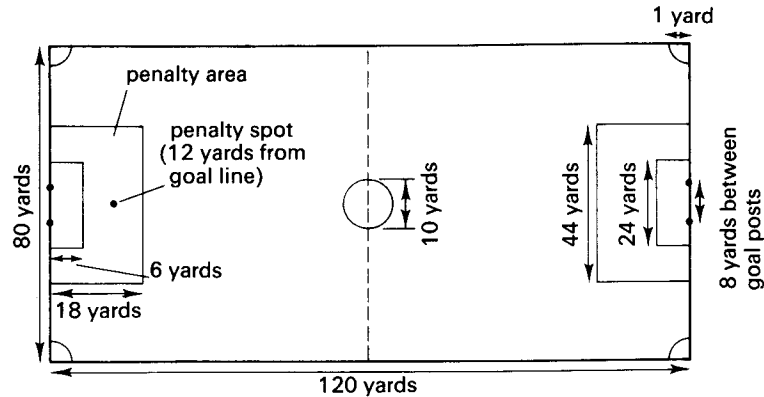 1 yard
penalty area
penalty spot
(12 yards from
goal line)
80 yards
10 yards
44 yards
24 yards
8 yards between
goal posts
6 yards
18 yards
120 yards